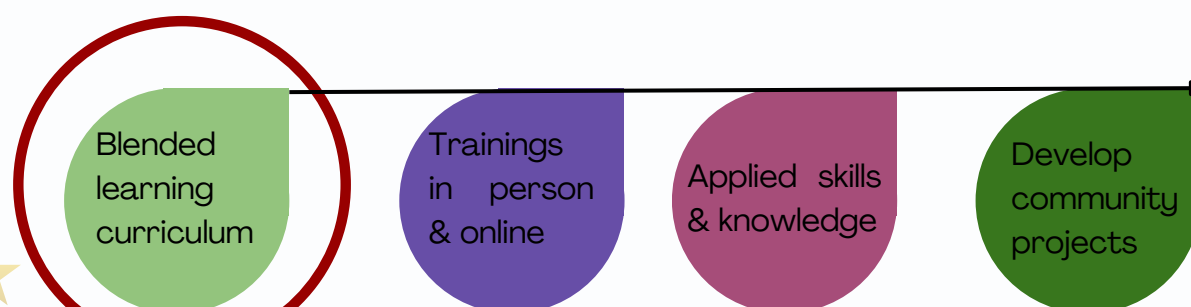 Blended
learning
curriculum
Trainings
in person
& online
Applied skills
& knowledge
Develop
community
projects